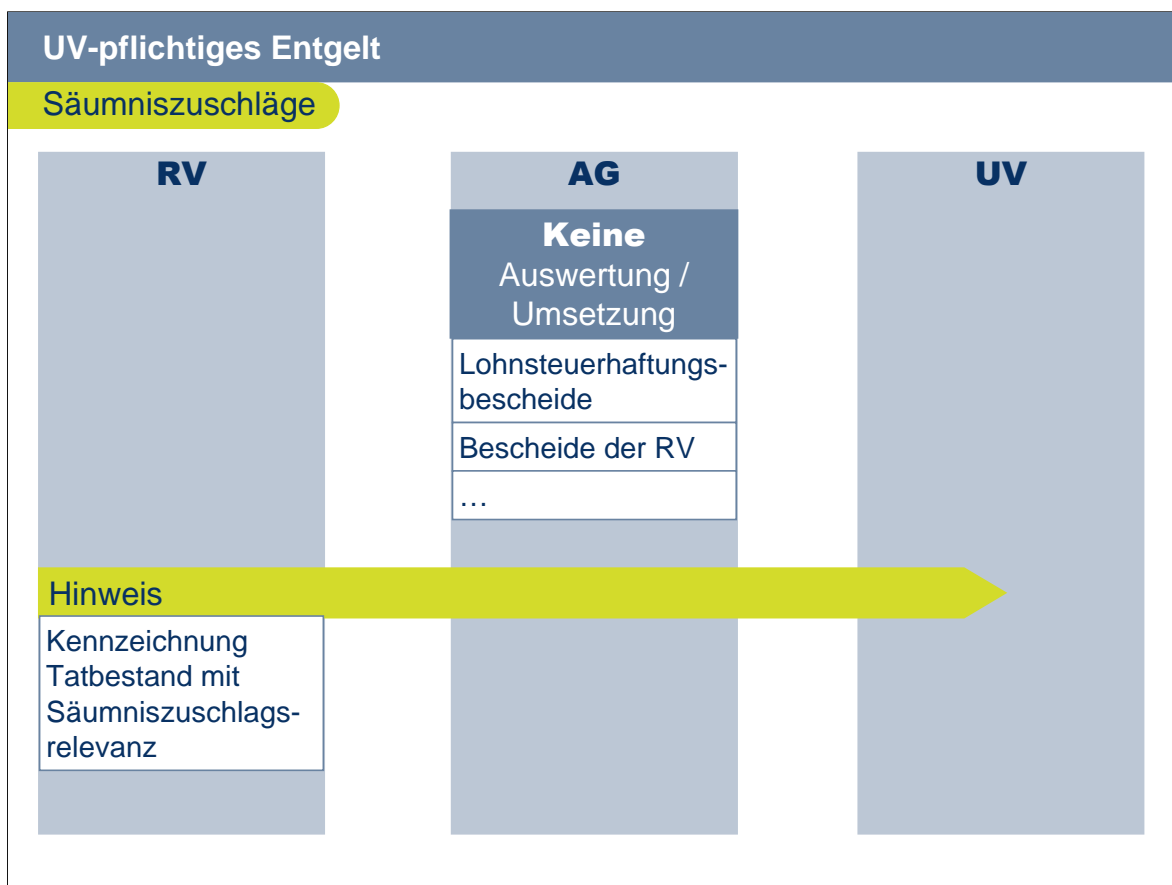 UV-pflichtiges Entgelt
Säumniszuschläge
RV
AG
UV
Keine
Auswertung /
Umsetzung
Lohnsteuerhaftungs-
bescheide
Bescheide der RV
…
Hinweis
Kennzeichnung
Tatbestand mit
Säumniszuschlags-
relevanz